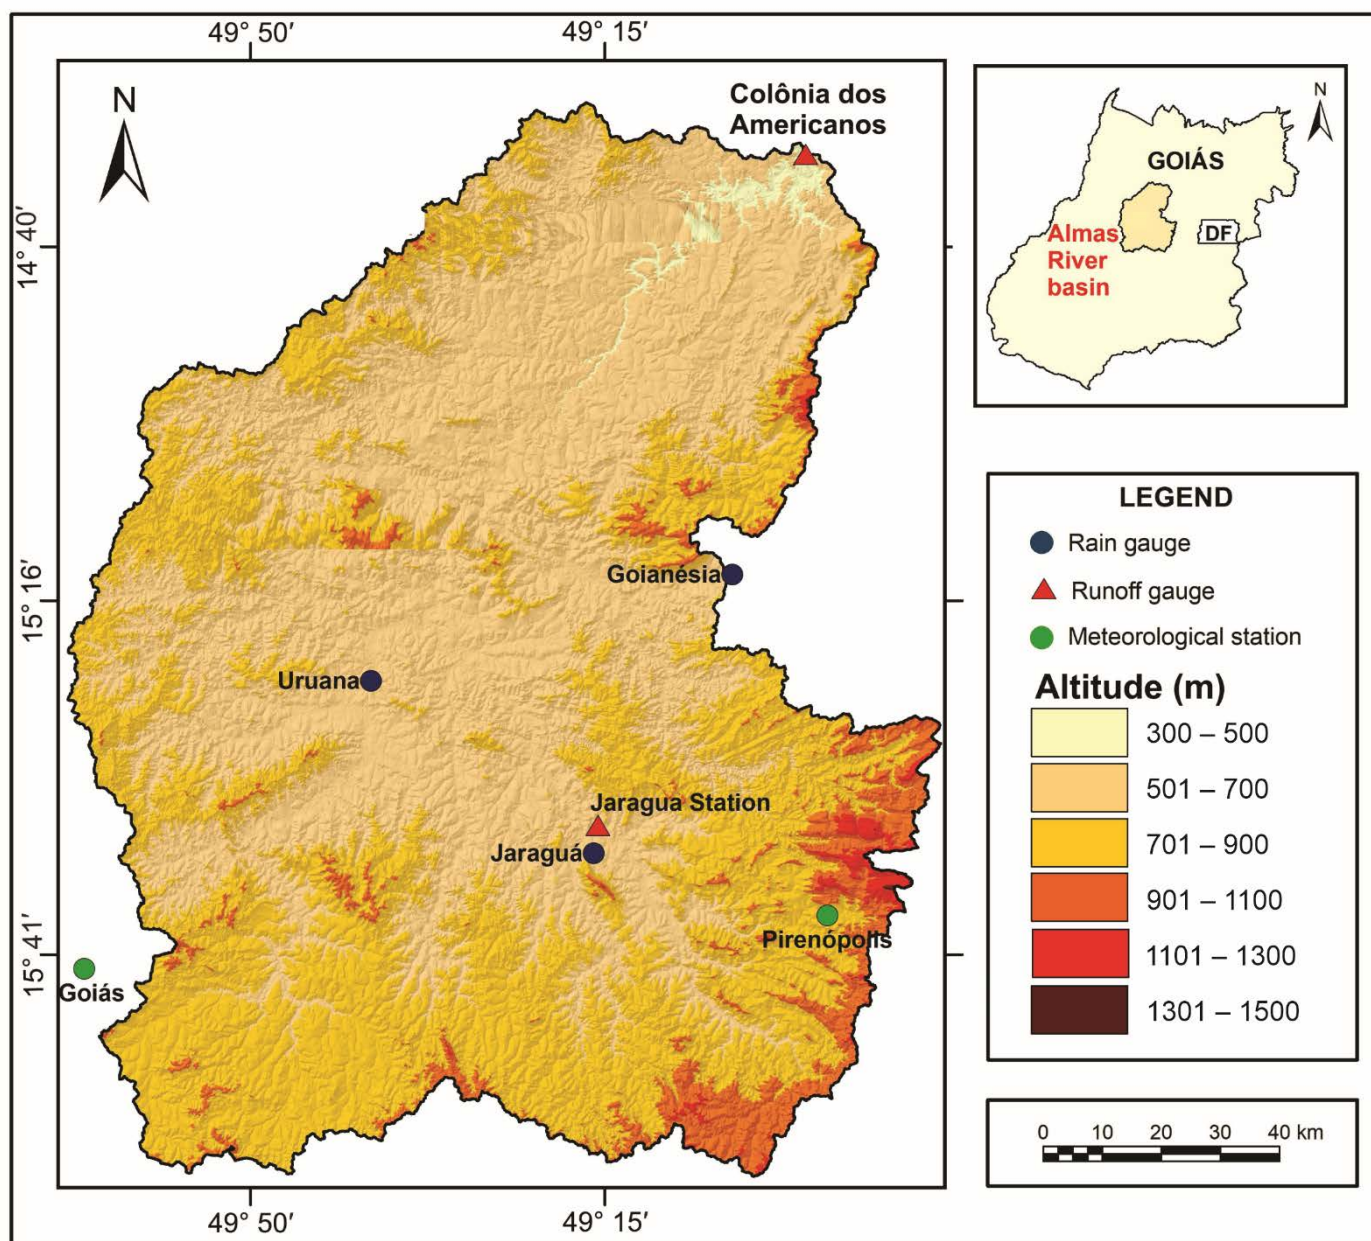 49° 50′
49° 15′
N
Colônia dos
Americanos
14° 40′
15° 16′
15° 41′
Goianésia
Uruana
Jaragua Station
Jaraguá
Pirenópolis
Goiás
49° 50′
49° 15′
N
GOIÁS
DF
Almas
River
basin
LEGEND
Rain gauge
Runoff gauge
Meteorological station
Altitude (m)
300 – 500
501 – 700
701 – 900
901 – 1100
1101 – 1300
1301 – 1500
0 10 20 30 40 km